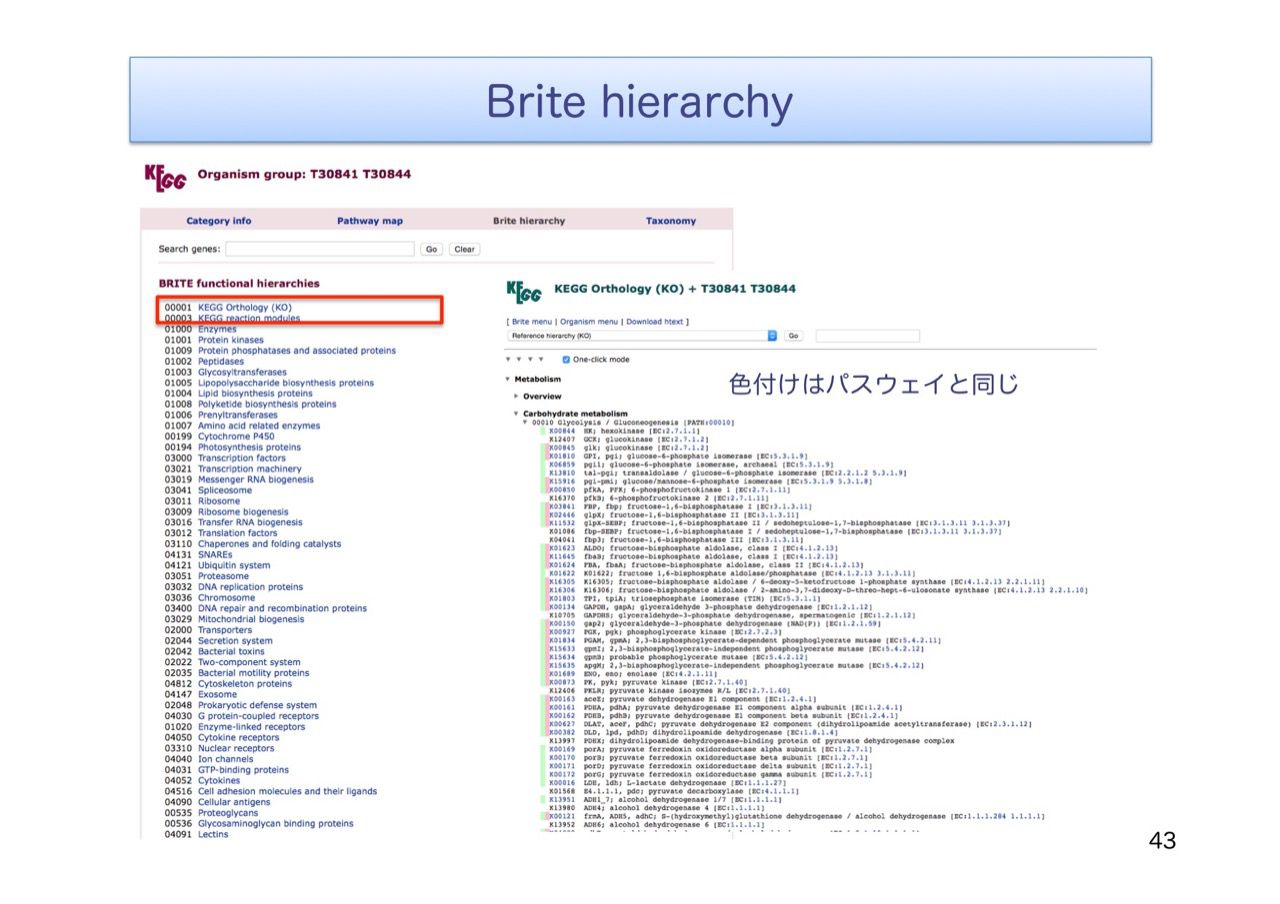 Brite hierarchy
KEGG Organism group: T30841 T30844
Category info Pathway map Brite hierarchy Taxonomy
Search genes: Go Clear
BRITE functional hierarchies
00001 KEGG Orthology (KO)
00003 KEGG reaction modules
01000 Enzymes
01001 Protein kinases
01009 Protein phosphatases and associated proteins
01002 Peptidases
01003 Glycosyltransferases
01005 Lipopolysaccharide biosynthesis proteins
01004 Lipid biosynthesis proteins
01008 Polyketide biosynthesis proteins
01006 Prenyltransferases
01007 Amino acid related enzymes
00199 Cytochrome P450
00194 Photosynthesis proteins
03000 Transcription factors
03021 Transcription machinery
03019 Messenger RNA biogenesis
03041 Spliceosome
03011 Ribosome
03009 Ribosome biogenesis
03016 Transfer RNA biogenesis
03012 Translation factors
03110 Chaperones and folding catalysts
04131 SNAREs
04121 Ubiquitin system
03051 Proteasome
03032 DNA replication proteins
03036 Chromosome
03400 DNA repair and recombination proteins
03029 Mitochondrial biogenesis
02000 Transporters
02044 Secretion system
02042 Bacterial toxins
02022 Two-component system
02035 Bacterial motility proteins
04812 Cytoskeleton proteins
04147 Exosome
02048 Prokaryotic defense system
04030 G protein-coupled receptors
01020 Enzyme-linked receptors
04050 Cytokine receptors
03310 Nuclear receptors
04040 Ion channels
04031 GTP-binding proteins
04052 Cytokines
04516 Cell adhesion molecules and their ligands
04090 Cellular antigens
00535 Proteoglycans
00536 Glycosaminoglycan binding proteins
04091 Lectins
KEGG KEGG Orthology (KO) + T30841 T30844
[ Brite menu | Organism menu | Download htext ]
Reference hierarchy (KO) Go
One-click mode
色付けはパスウェイと同じ
Metabolism
Overview
Carbohydrate metabolism
00010 Glycolysis / Gluconeogenesis [PATH:00010]
K00844 HK; hexokinase [EC:2.7.1.1]
K12407 GCK; glucokinase [EC:2.7.1.2]
K00845 glk; glucokinase [EC:2.7.1.2]
K01810 GPI, pgi; glucose-6-phosphate isomerase [EC:5.3.1.9]
K06859 pgi1; glucose-6-phosphate isomerase, archaeal [EC:5.3.1.9]
K13810 tal-pgi; transaldolase / glucose-6-phosphate isomerase [EC:2.2.1.2 5.3.1.9]
K15916 pgi-pmi; glucose/mannose-6-phosphate isomerase [EC:5.3.1.9 5.3.1.8]
K00850 pfkA, PFK; 6-phosphofructokinase 1 [EC:2.7.1.11]
K16370 pfkB; 6-phosphofructokinase 2 [EC:2.7.1.11]
K03841 FBP, fbp; fructose-1,6-bisphosphatase I [EC:3.1.3.11]
K02446 glpX; fructose-1,6-bisphosphatase II [EC:3.1.3.11]
K11532 glpX-SEBP; fructose-1,6-bisphosphatase II / sedoheptulose-1,7-bisphosphatase [EC:3.1.3.11 3.1.3.37]
K01086 fbp-SEBP; fructose-1,6-bisphosphatase I / sedoheptulose-1,7-bisphosphatase [EC:3.1.3.11 3.1.3.37]
K04041 fbp3; fructose-1,6-bisphosphatase III [EC:3.1.3.11]
K01623 ALDO; fructose-bisphosphate aldolase, class I [EC:4.1.2.13]
K11645 fbaB; fructose-bisphosphate aldolase, class I [EC:4.1.2.13]
K01624 FBA, fbaA; fructose-bisphosphate aldolase, class II [EC:4.1.2.13]
K01622 K01622; fructose 1,6-bisphosphate aldolase/phosphatase [EC:4.1.2.13 3.1.3.11]
K16305 K16305; fructose-bisphosphate aldolase / 6-deoxy-5-ketofructose 1-phosphate synthase [EC:4.1.2.13 2.2.1.11]
K16306 K16306; fructose-bisphosphate aldolase / 2-amino-3,7-dideoxy-D-threo-hept-6-ulosonate synthase [EC:4.1.2.13 2.2.1.10]
K01803 TPI, tpiA; triosephosphate isomerase (TIM) [EC:5.3.1.1]
K00134 GAPDH, gapA; glyceraldehyde 3-phosphate dehydrogenase [EC:1.2.1.12]
K10705 GAPDHS; glyceraldehyde-3-phosphate dehydrogenase, spermatogenic [EC:1.2.1.12]
K00150 gap2; glyceraldehyde-3-phosphate dehydrogenase (NAD(P)) [EC:1.2.1.59]
K00927 PGK, pgk; phosphoglycerate kinase [EC:2.7.2.3]
K01834 PGAM, gpmA; 2,3-bisphosphoglycerate-dependent phosphoglycerate mutase [EC:5.4.2.11]
K15633 gpmI; 2,3-bisphosphoglycerate-independent phosphoglycerate mutase [EC:5.4.2.12]
K15634 gpmB; probable phosphoglycerate mutase [EC:5.4.2.12]
K15635 apgM; 2,3-bisphosphoglycerate-independent phosphoglycerate mutase [EC:5.4.2.12]
K01689 ENO, eno; enolase [EC:4.2.1.11]
K00873 PK, pyk; pyruvate kinase [EC:2.7.1.40]
K12406 PKLR; pyruvate kinase isozymes R/L [EC:2.7.1.40]
K00163 aceE; pyruvate dehydrogenase E1 component [EC:1.2.4.1]
K00161 PDHA, pdhA; pyruvate dehydrogenase E1 component alpha subunit [EC:1.2.4.1]
K00162 PDHB, pdhB; pyruvate dehydrogenase E1 component beta subunit [EC:1.2.4.1]
K00627 DLAT, aceF, pdhC; pyruvate dehydrogenase E2 component (dihydrolipoamide acetyltransferase) [EC:2.3.1.12]
K00382 DLD, lpd, pdhD; dihydrolipoamide dehydrogenase [EC:1.8.1.4]
K13997 PDHX; dihydrolipoamide dehydrogenase-binding protein of pyruvate dehydrogenase complex
K00169 porA; pyruvate ferredoxin oxidoreductase alpha subunit [EC:1.2.7.1]
K00170 porB; pyruvate ferredoxin oxidoreductase beta subunit [EC:1.2.7.1]
K00171 porD; pyruvate ferredoxin oxidoreductase delta subunit [EC:1.2.7.1]
K00172 porG; pyruvate ferredoxin oxidoreductase gamma subunit [EC:1.2.7.1]
K00016 LDH, ldh; L-lactate dehydrogenase [EC:1.1.1.27]
K01568 E4.1.1.1, pdc; pyruvate decarboxylase [EC:4.1.1.1]
K13951 ADH1_7; alcohol dehydrogenase 1/7 [EC:1.1.1.1]
K13980 ADH4; alcohol dehydrogenase 4 [EC:1.1.1.1]
K00121 frmA, ADH5, adhC; S-(hydroxymethyl)glutathione dehydrogenase / alcohol dehydrogenase [EC:1.1.1.284 1.1.1.1]
K13952 ADH6; alcohol dehydrogenase 6 [EC:1.1.1.1]
43